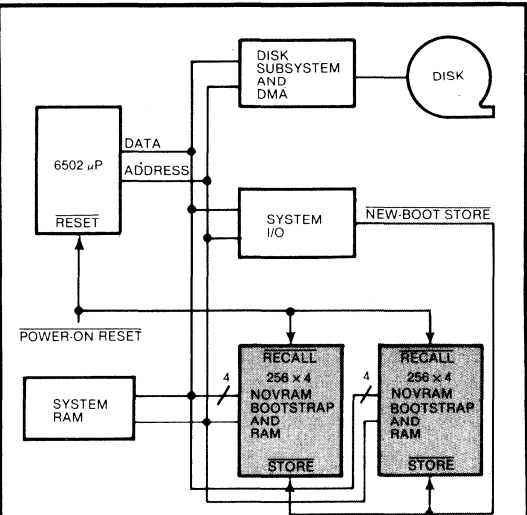 DISK
SUBSYSTEM
AND
DMA
DISK
6502 µP
DATA
ADDRESS
RESET
SYSTEM
I/O
NEW-BOOT STORE
POWER-ON RESET
SYSTEM
RAM
4
RECALL
256 × 4
NOVRAM
BOOTSTRAP
AND
RAM
STORE
4
RECALL
256 × 4
NOVRAM
BOOTSTRAP
AND
RAM
STORE